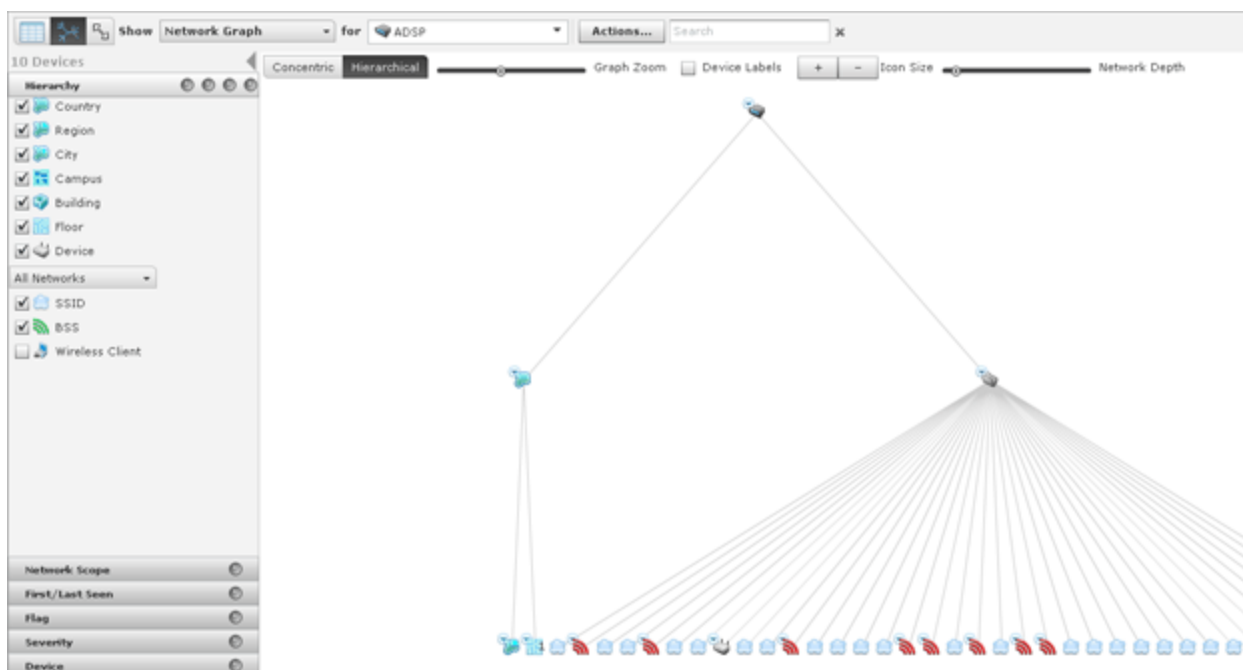 Show Network Graph for ADSP Actions... Search x
10 Devices
Concentric Hierarchical Graph Zoom Device Labels + - Icon Size Network Depth
Hierarchy
Country
Region
City
Campus
Building
Floor
Device
All Networks
SSID
BSS
Wireless Client
Network Scope
First/Last Seen
Flag
Severity
Device